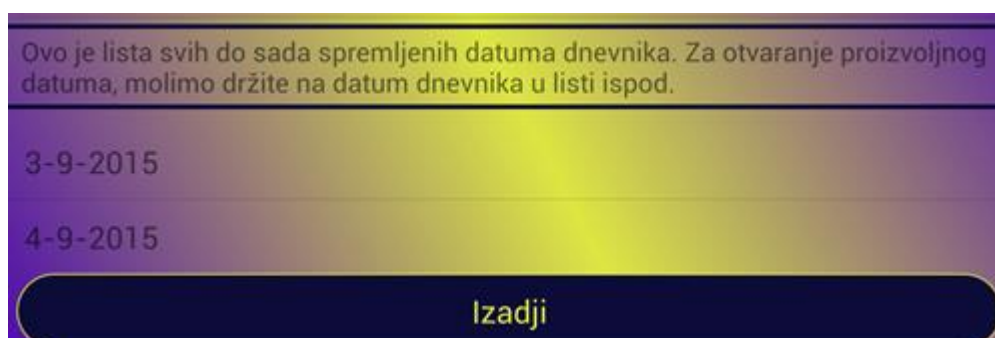 Ovo je lista svih do sada spremljenih datuma dnevnika. Za otvaranje proizvoljnog
datuma, molimo držite na datum dnevnika u listi ispod.
3-9-2015
4-9-2015
Izadji